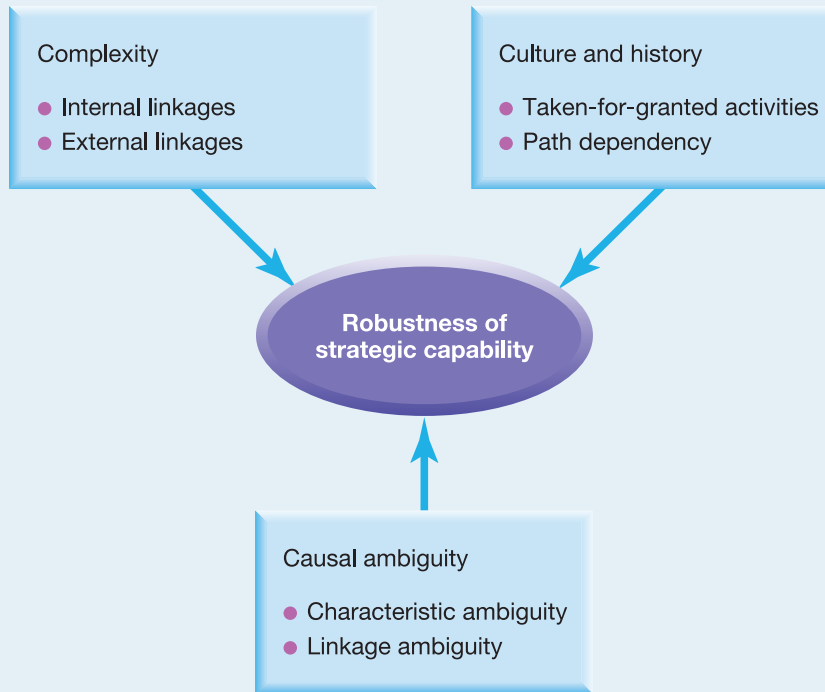 Complexity
Internal linkages
External linkages
Culture and history
Taken-for-granted activities
Path dependency
Robustness of
strategic capability
Causal ambiguity
Characteristic ambiguity
Linkage ambiguity